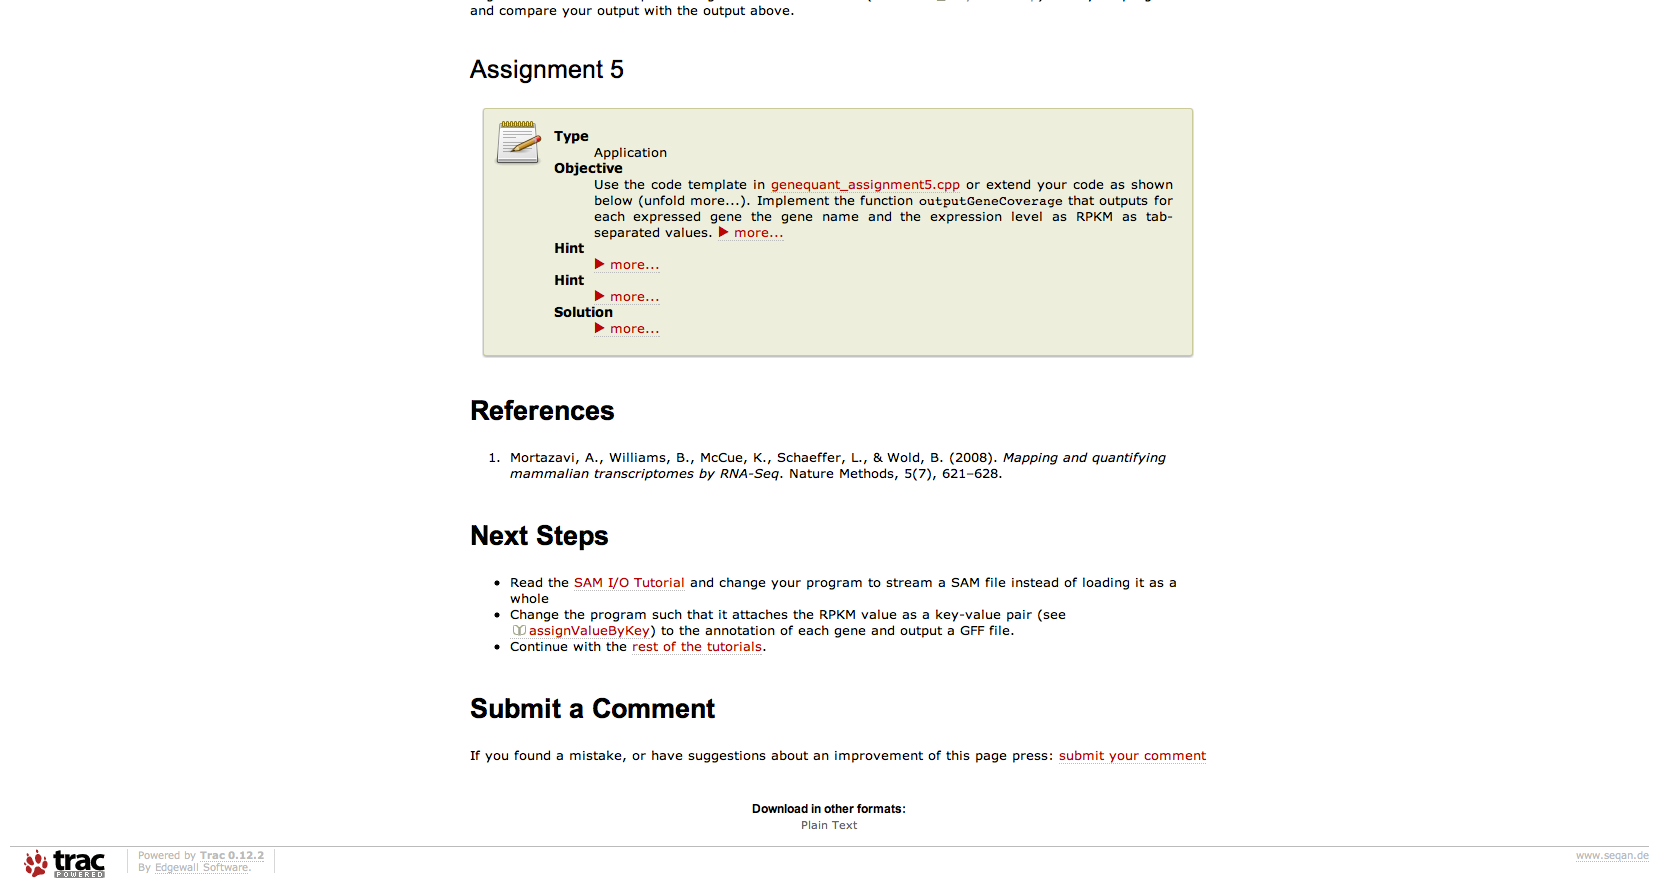 and compare your output with the output above.
Assignment 5
Type
Application
Objective
Use the code template in genequant_assignment5.cpp or extend your code as shown
below (unfold more...). Implement the function outputGeneCoverage that outputs for
each expressed gene the gene name and the expression level as RPKM as tab-
separated values. ▶ more...
Hint
▶ more...
Hint
▶ more...
Solution
▶ more...
References
1. Mortazavi, A., Williams, B., McCue, K., Schaeffer, L., & Wold, B. (2008). Mapping and quantifying
mammalian transcriptomes by RNA-Seq. Nature Methods, 5(7), 621–628.
Next Steps
• Read the SAM I/O Tutorial and change your program to stream a SAM file instead of loading it as a
whole
• Change the program such that it attaches the RPKM value as a key-value pair (see
assignValueByKey) to the annotation of each gene and output a GFF file.
• Continue with the rest of the tutorials.
Submit a Comment
If you found a mistake, or have suggestions about an improvement of this page press: submit your comment
Download in other formats:
Plain Text
trac
POWERED
Powered by Trac 0.12.2
By Edgewall Software.
www.seqan.de